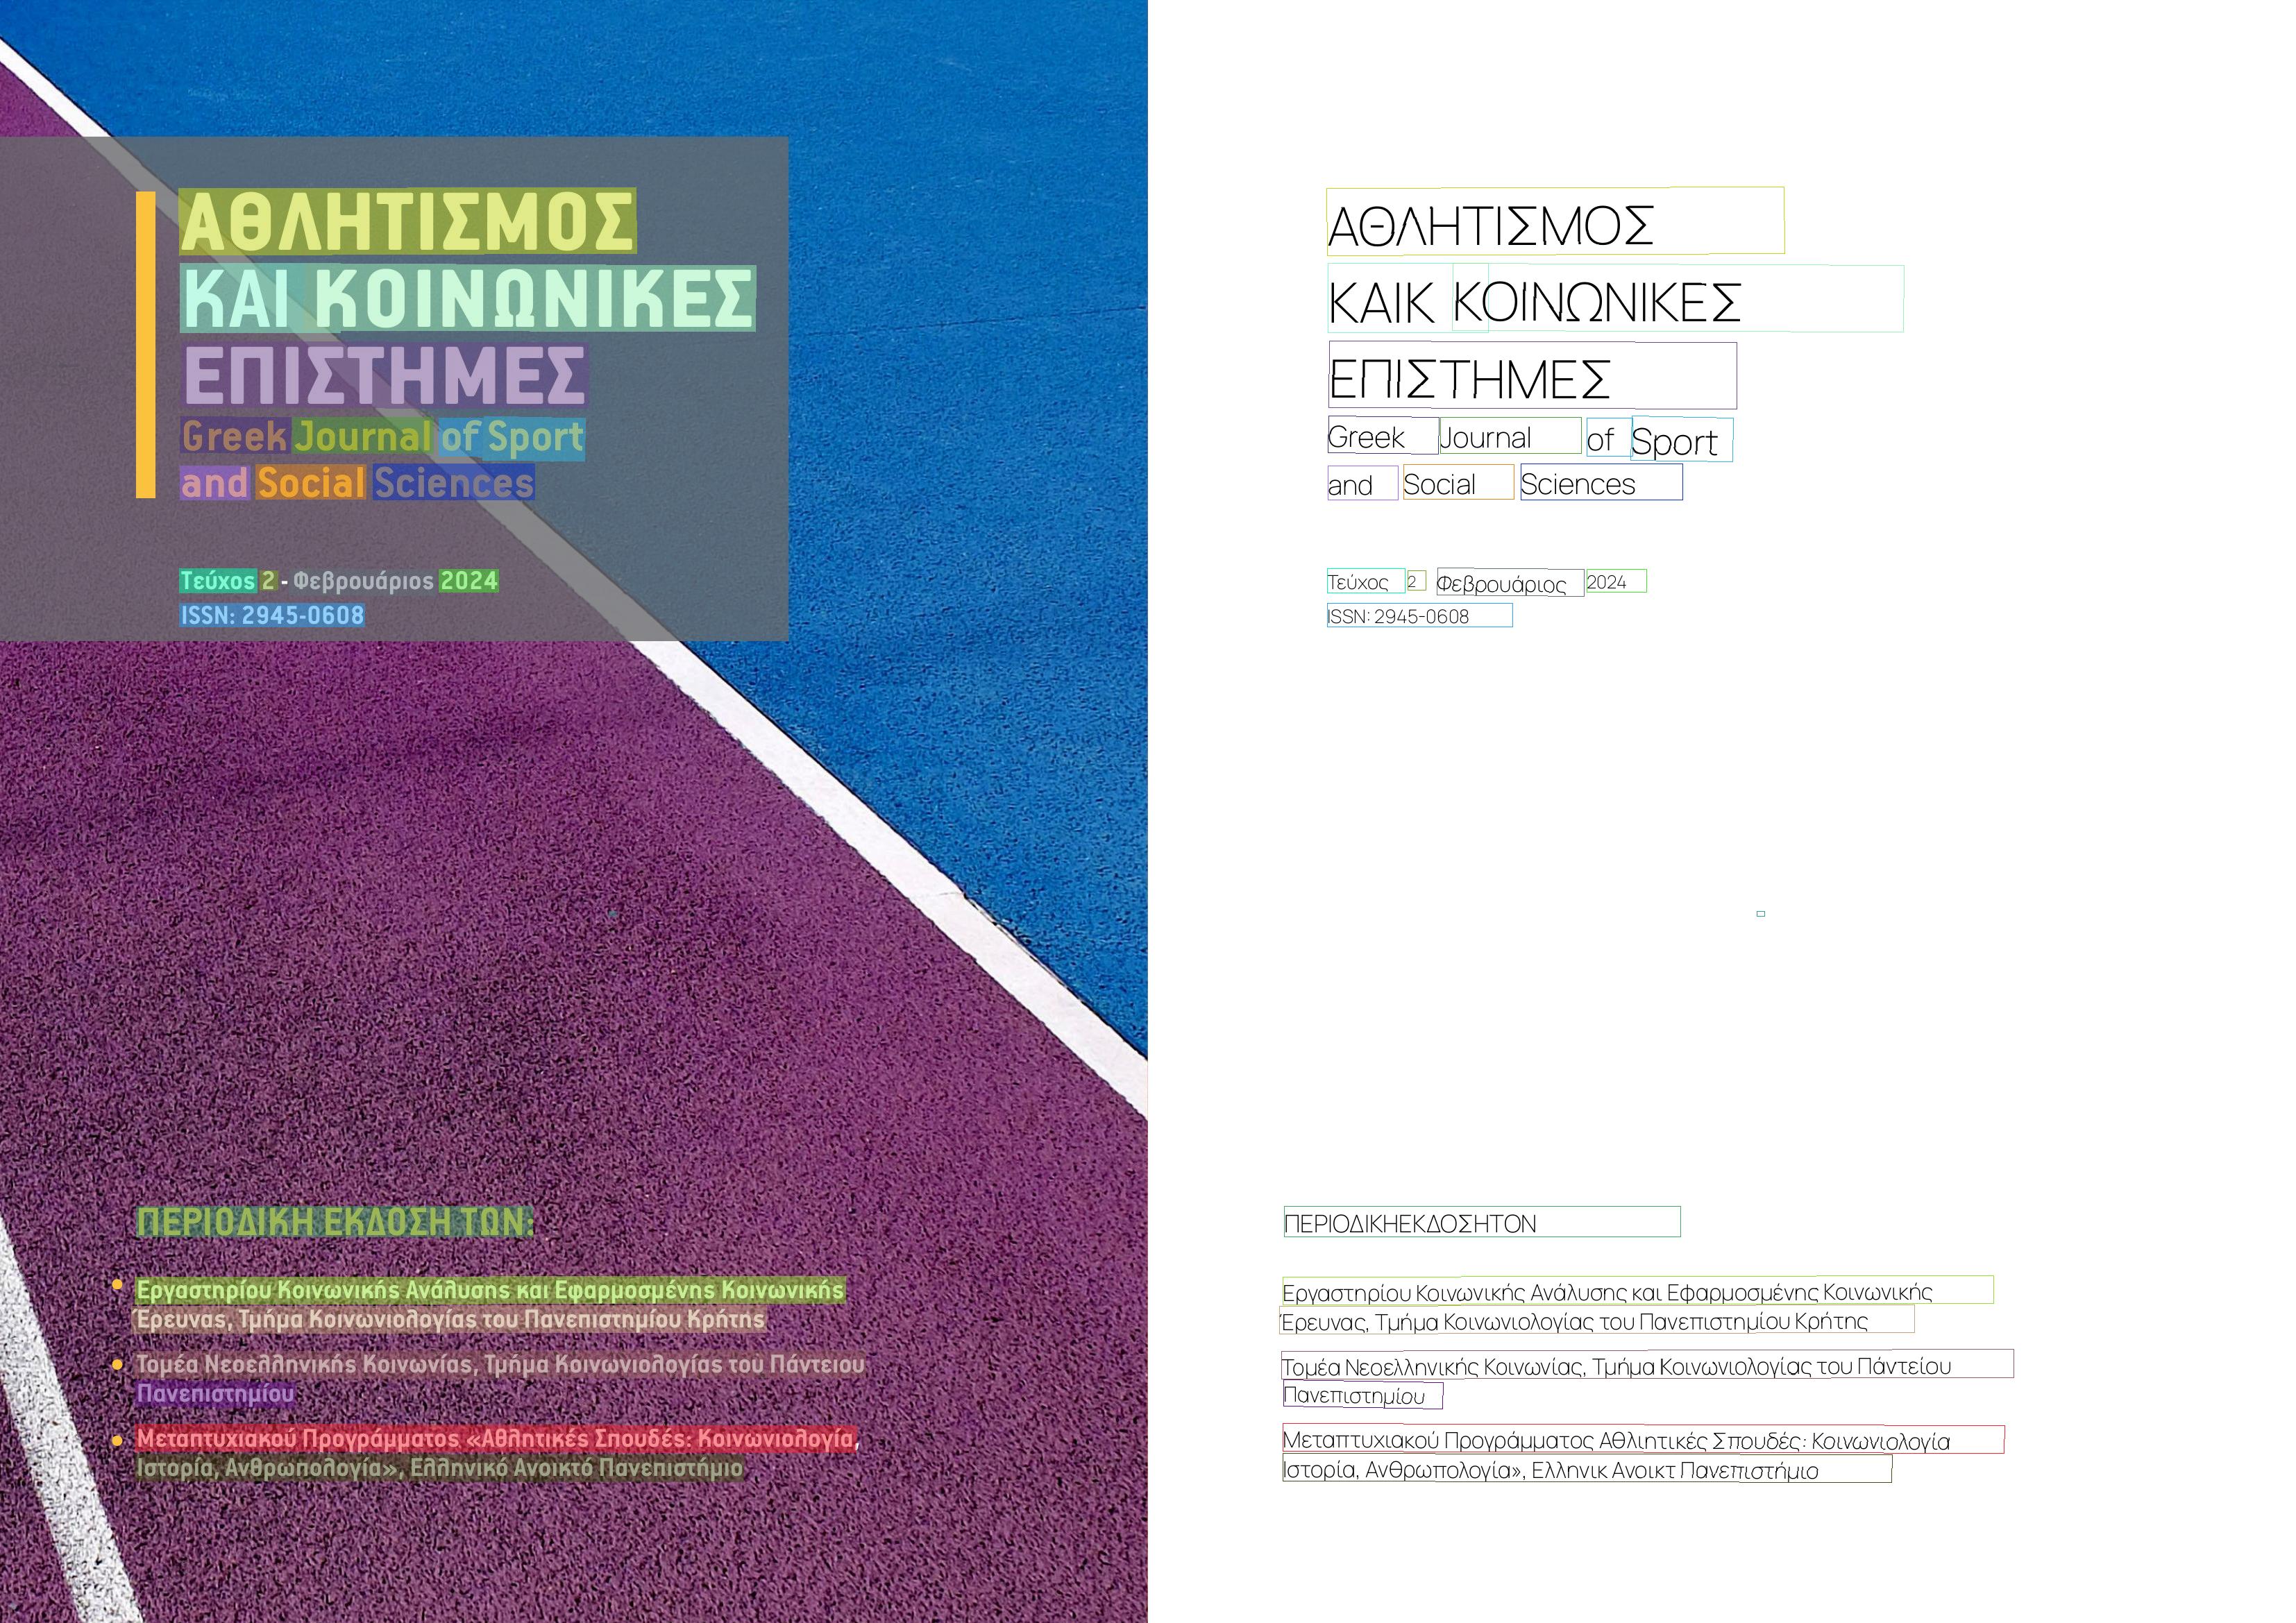 ΑΘΛΗΤΙΣΜΟΣ
ΚΑΙ ΚΟΙΝΩΝΙΚΕΣ
ΕΠΙΣΤΗΜΕΣ
Greek Journal of Sport
and Social Sciences
Τεύχος 2 - Φεβρουάριος 2024
ISSN: 2945-0608
ΠΕΡΙΟΔΙΚΗ ΕΚΔΟΣΗ ΤΩΝ:
• Εργαστηρίου Κοινωνικής Ανάλυσης και Εφαρμοσμένης Κοινωνικής
Έρευνας, Τμήμα Κοινωνιολογίας του Πανεπιστημίου Κρήτης
• Τομέα Νεοελληνικής Κοινωνίας, Τμήμα Κοινωνιολογίας του Πάντειου
Πανεπιστημίου
• Μεταπτυχιακού Προγράμματος «Αθλητικές Σπουδές: Κοινωνιολογία,
Ιστορία, Ανθρωπολογία», Ελληνικό Ανοικτό Πανεπιστήμιο
ΑΘΛΗΤΙΣΜΟΣ
ΚΑΙΚ ΚΟΙΝΩΝΙΚΕΣ
ΕΠΙΣΤΗΜΕΣ
Greek Journal of Sport
and Social Sciences
Τεύχος 2 Φεβρουάριος 2024
ISSN: 2945-0608
ΠΕΡΙΟΔΙΚΗΕΚΔΟΣΗΤΟΝ
Εργαστηρίου Κοινωνικής Ανάλυσης και Εφαρμοσμένης Κοινωνικής
Έρευνας, Τμήμα Κοινωνιολογίας του Πανεπιστημίου Κρήτης
Τομέα Νεοελληνικής Κοινωνίας, Τμήμα Κοινωνιολογίας του Πάντείου
Πανεπιστημίου
Μεταπτυχιακού Προγράμματος Αθλιητικές Σπουδές: Κοινωνιολογία
Ιστορία, Ανθρωπολογία», Ελληνικ Ανοικτ Πανεπιστήμιο